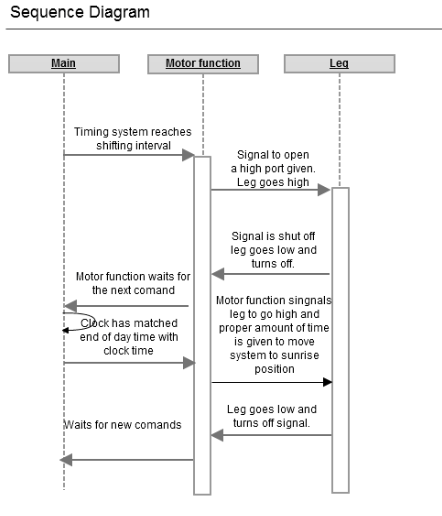 Sequence Diagram
Main
Motor function
Leg
Timing system reaches
shifting interval
Signal to open
a high port given.
Leg goes high
Signal is shut off
leg goes low and
turns off.
Motor function waits for
the next comand
Motor function singnals
leg to go high and
proper amount of time
is given to move
system to sunrise
position
Clock has matched
end of day time with
clock time
Leg goes low and
turns off signal.
Waits for new comands